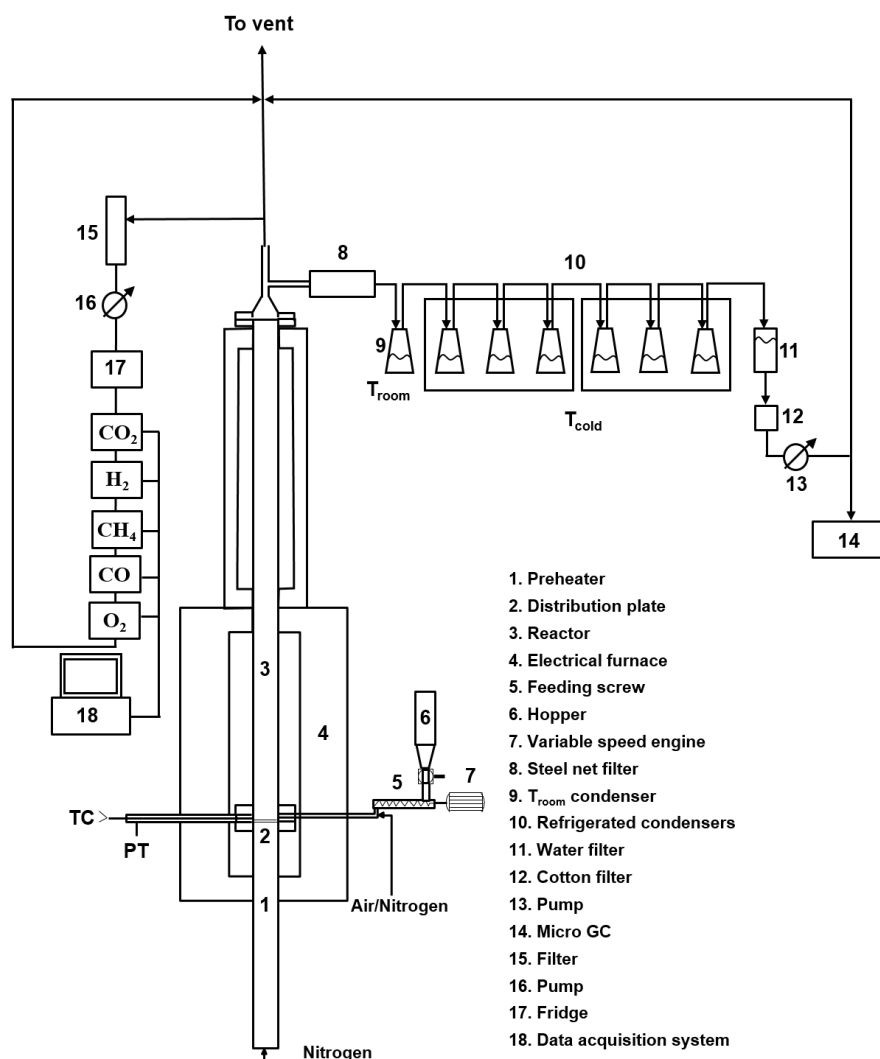 To vent
15
8
10
16
9
11
17
T_room
T_cold
12
CO₂
13
H₂
CH₄
14
CO
O₂
3
18
4
6
5
7
TC
PT
2
1
Air/Nitrogen
Nitrogen
1. Preheater
2. Distribution plate
3. Reactor
4. Electrical furnace
5. Feeding screw
6. Hopper
7. Variable speed engine
8. Steel net filter
9. T_room condenser
10. Refrigerated condensers
11. Water filter
12. Cotton filter
13. Pump
14. Micro GC
15. Filter
16. Pump
17. Fridge
18. Data acquisition system